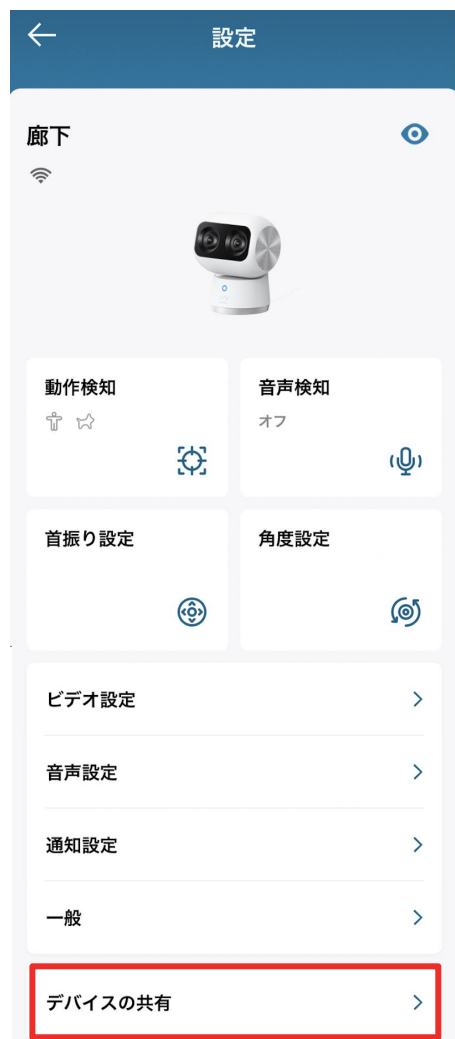 設定
廊下
動作検知
音声検知
オフ
首振り設定
角度設定
ビデオ設定
音声設定
通知設定
一般
デバイスの共有